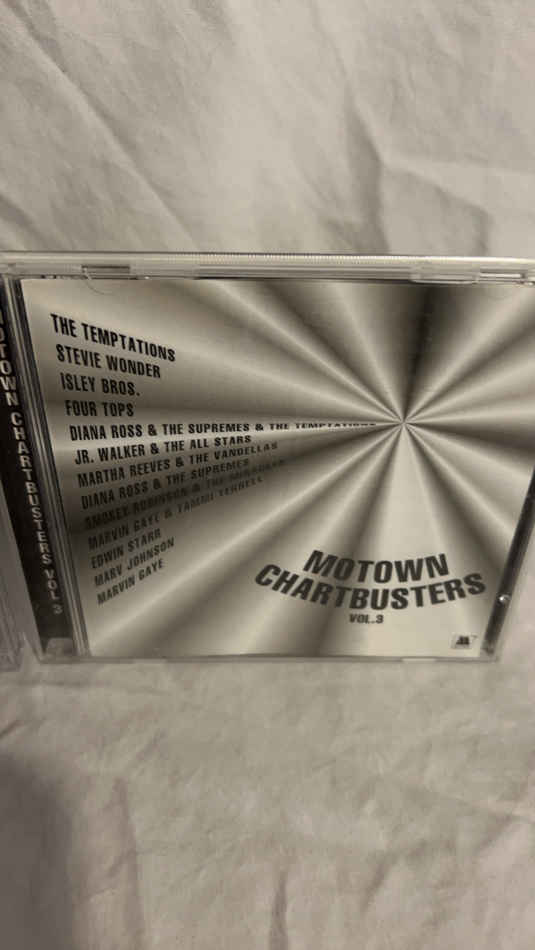 THE TEMPTATIONS
STEVIE WONDER
ISLEY BROS.
FOUR TOPS
DIANA ROSS & THE SUPREMES & THE TEMPTATIONS
JR. WALKER & THE ALL STARS
MARTHA REEVES & THE VANDELLAS
DIANA ROSS & THE SUPREMES
SMOKEY ROBINSON & THE MIRACLES
MARVIN GAYE & TAMMI TERRELL
EDWIN STARR
MARV JOHNSON
MARVIN GAYE
MOTOWN
CHARTBUSTERS
VOL.3
MOTOWN CHARTBUSTERS VOL 3